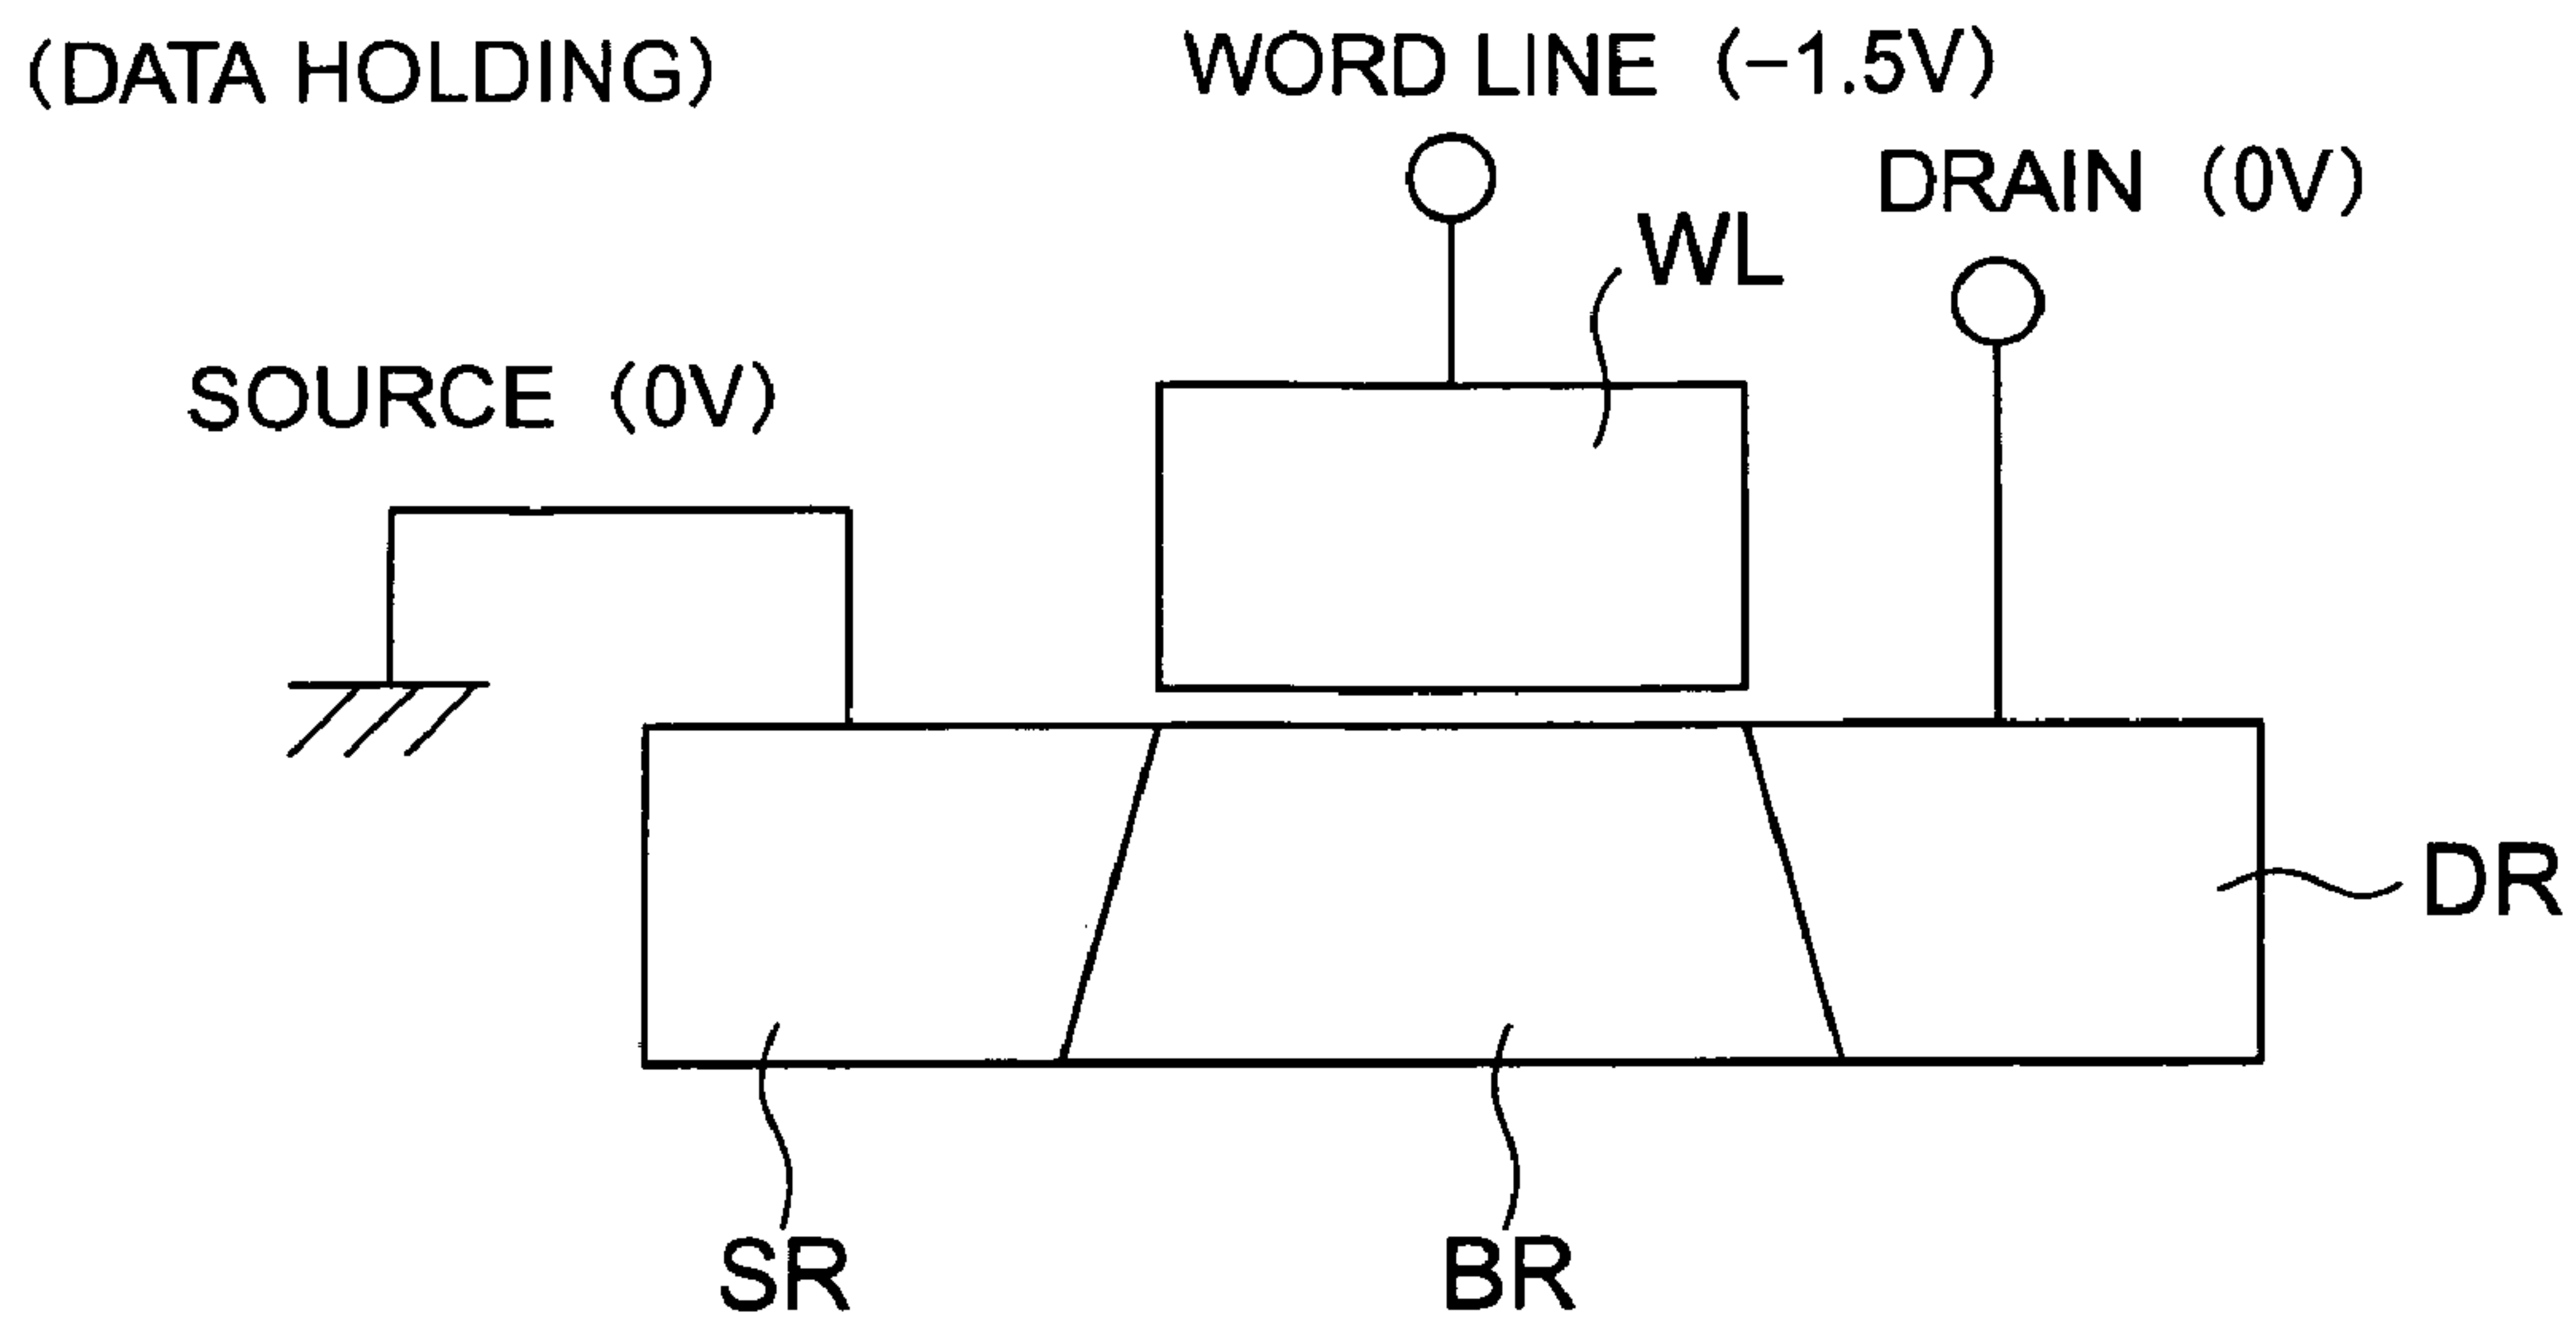 (DATA HOLDING)
WORD LINE (−1.5V)
DRAIN (0V)
WL
SOURCE (0V)
DR
SR
BR